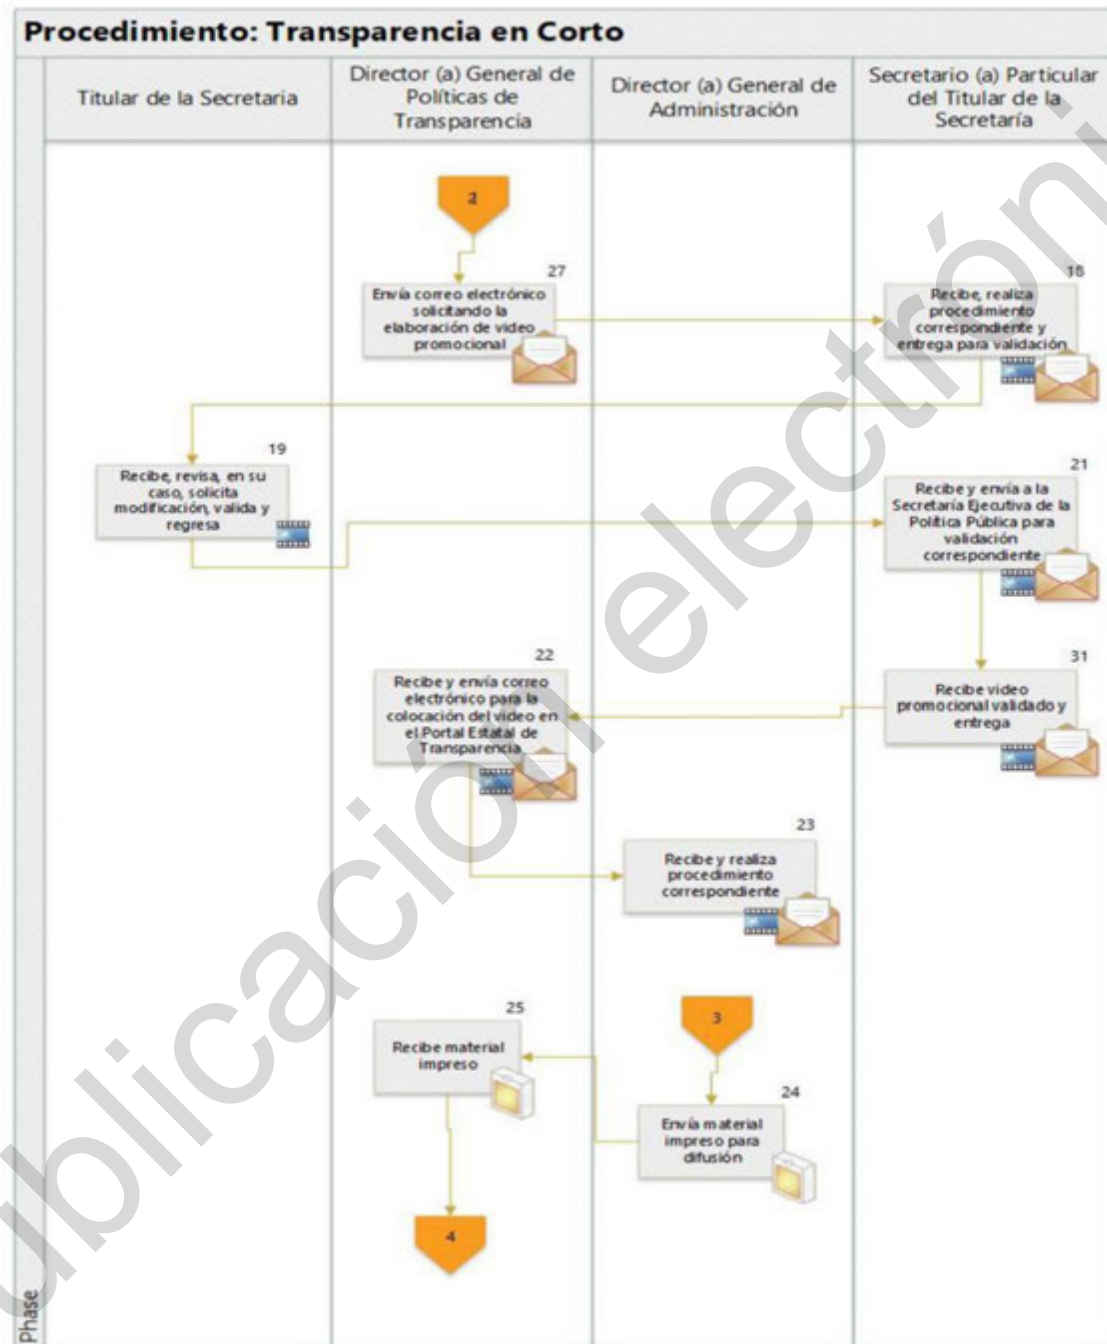 Procedimiento: Transparencia en Corto
Titular de la Secretaria
Director (a) General de
Políticas de
Transparencia
Director (a) General de
Administración
Secretario (a) Particular
del Titular de la
Secretaría
27
Envía correo electrónico
solicitando la
elaboración de video
promocional
18
Recibe, realiza
procedimiento
correspondiente y
entrega para validación
19
Recibe, revisa, en su
caso, solicita
modificación, valida y
regresa
21
Recibe y envía a la
Secretaría Ejecutiva de la
Política Pública para
validación
correspondiente
22
Recibe y envía correo
electrónico para la
colocación del video en
el Portal Estatal de
Transparencia
31
Recibe video
promocional validado y
entrega
23
Recibe y realiza
procedimiento
correspondiente
25
Recibe material
impreso
3
24
Envía material
impreso para
difusión
4
Phase
ublicación electróni